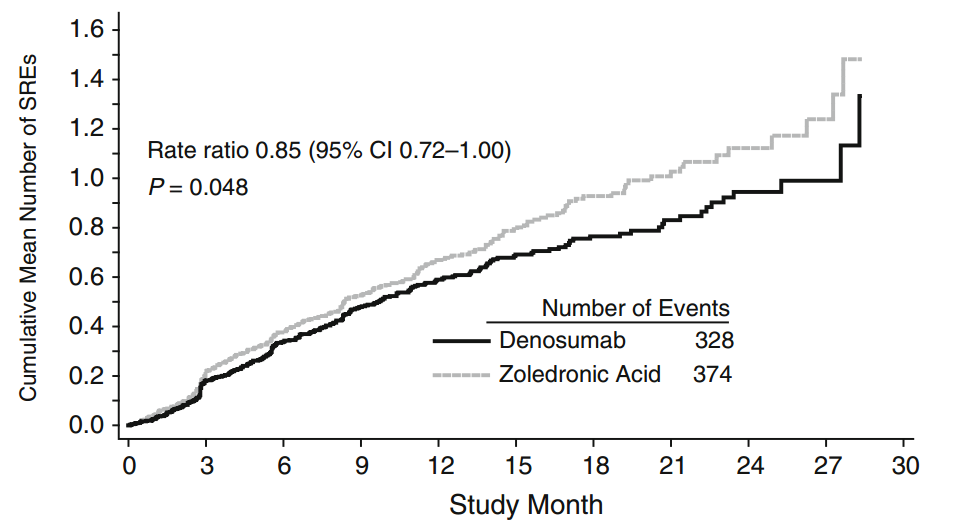 Cumulative Mean Number of SREs
1.6
1.4
1.2
1.0
0.8
0.6
0.4
0.2
0.0
Rate ratio 0.85 (95% CI 0.72–1.00)
P = 0.048
Number of Events
Denosumab 328
Zoledronic Acid 374
0 3 6 9 12 15 18 21 24 27 30
Study Month